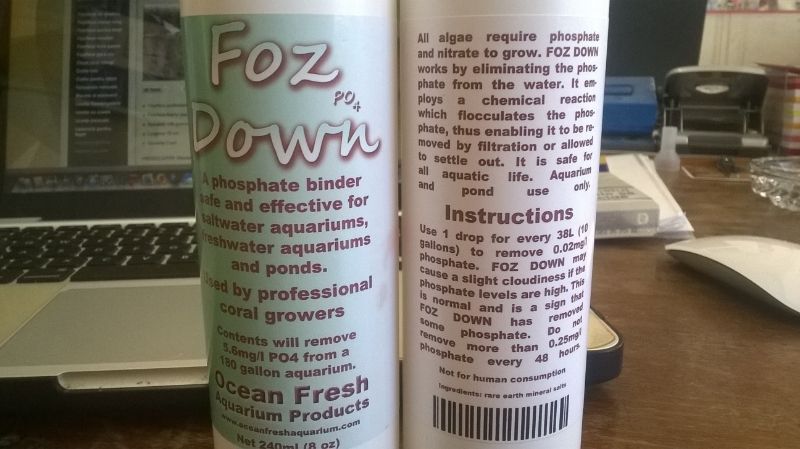 Foz
PO4
Down
A phosphate binder
safe and effective for
saltwater aquariums,
freshwater aquariums
and ponds.
Used by professional
coral growers
Contents will remove
5.6mg/l PO4 from a
180 gallon aquarium.
Ocean Fresh
Aquarium Products
www.oceanfreshaquarium.com
Net 240ml (8 oz)
All algae require phosphate
and nitrate to grow. FOZ DOWN
works by eliminating the phos-
phate from the water. It em-
ploys a chemical reaction
which flocculates the phos-
phate, thus enabling it to be re-
moved by filtration or allowed
to settle out. It is safe for
all aquatic life. Aquarium
and pond use only.
Instructions
Use 1 drop for every 38L (10
gallons) to remove 0.02mg/l
phosphate. FOZ DOWN may
cause a slight cloudiness if the
phosphate levels are high. This
is normal and is a sign that
FOZ DOWN has removed
some phosphate. Do not
remove more than 0.25mg/l
phosphate every 48 hours.
Not for human consumption
Ingredients: rare earth mineral salts